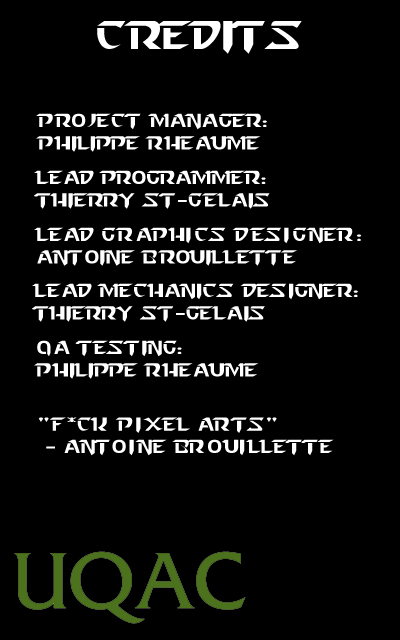 CREDITS
PROJECT MANAGER:
PHILIPPE RHEAUME
LEAD PROGRAMMER:
THIERRY ST-GELAIS
LEAD GRAPHICS DESIGNER:
ANTOINE BROUILLETTE
LEAD MECHANICS DESIGNER:
THIERRY ST-GELAIS
QA TESTING:
PHILIPPE RHEAUME
"F*CK PIXEL ARTS"
- ANTOINE BROUILLETTE
UQAC